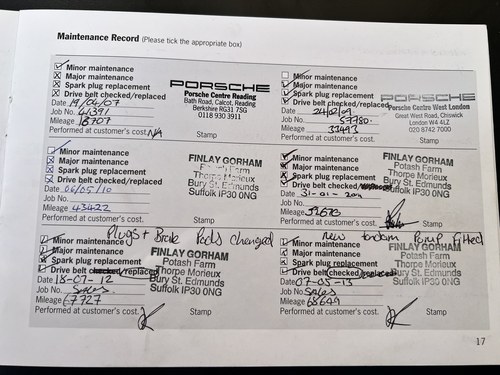 Maintenance Record (Please tick the appropriate box)
Minor maintenance
Major maintenance
Spark plug replacement
Drive belt checked/replaced
Date 19/04/07
Job No. 41391
Mileage 18707
Performed at customer's cost. NA
PORSCHE
Porsche Centre Reading
Bath Road, Calcot, Reading
Berkshire RG31 7SG
0118 930 3911
Stamp
Minor maintenance
Major maintenance
Spark plug replacement
Drive belt checked/replaced
Date 24/02/09
Job No. 57780
Mileage 33493
Performed at customer's cost.
PORSCHE
Porsche Centre West London
Great West Road, Chiswick
London W4 4LZ
020 8742 7000
Stamp
Minor maintenance
Major maintenance
Spark plug replacement
Drive belt checked/replaced
Date 06/05/10
Job No.
Mileage 43422
Performed at customer's cost.
FINLAY GORHAM
Potash Farm
Thorpe Morieux
Bury St. Edmunds
Suffolk IP30 0NG
Stamp
Minor maintenance
Major maintenance
Spark plug replacement
Drive belt checked/
Date 31-01-
Job No.
Mileage 52678
Performed at customer's cost.
FINLAY GORHAM
Potash Farm
Thorpe Morieux
Bury St. Edmunds
Suffolk IP30 0NG
Stamp
Plugs + Brake Pads changed
Minor maintenance
Major maintenance
Spark plug replacement
Drive belt checked/replaced
Date 18-07-12
Job No. Sales
Mileage 67727
Performed at customer's cost.
FINLAY GORHAM
Potash Farm
Thorpe Morieux
Bury St. Edmunds
Suffolk IP30 0NG
Stamp
new tandem Pump fitted
Minor maintenance
Major maintenance
Spark plug replacement
Drive belt checked/replaced
Date 07-05-13
Job No. Sales
Mileage 68649
Performed at customer's cost.
FINLAY GORHAM
Potash Farm
Thorpe Morieux
Bury St. Edmunds
Suffolk IP30 0NG
Stamp
17